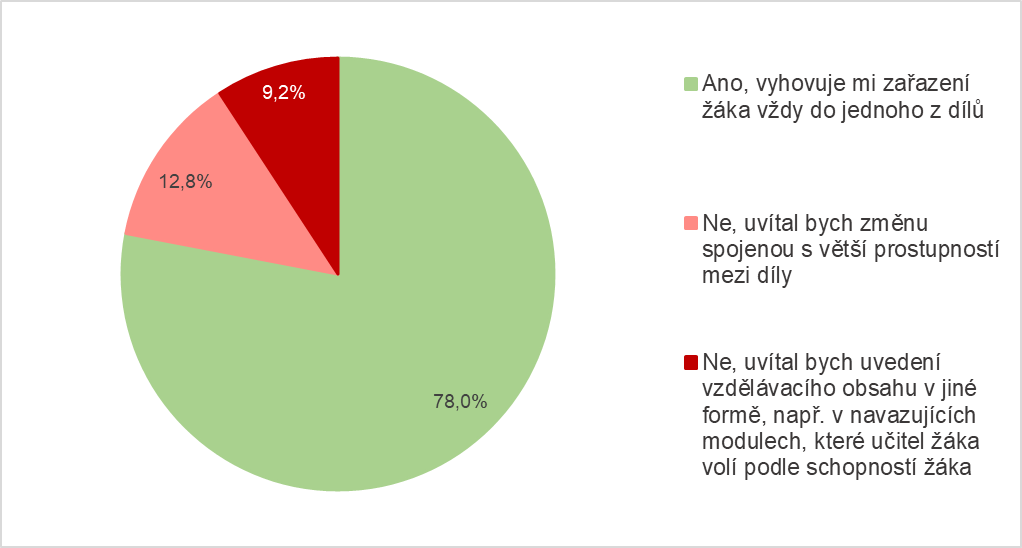 9,2%
12,8%
78,0%
Ano, vyhovuje mi zařazení
žáka vždy do jednoho z dílů
Ne, uvítal bych změnu
spojenou s větší prostupností
mezi díly
Ne, uvítal bych uvedení
vzdělávacího obsahu v jiné
formě, např. v navazujících
modulech, které učitel žáka
volí podle schopností žáka